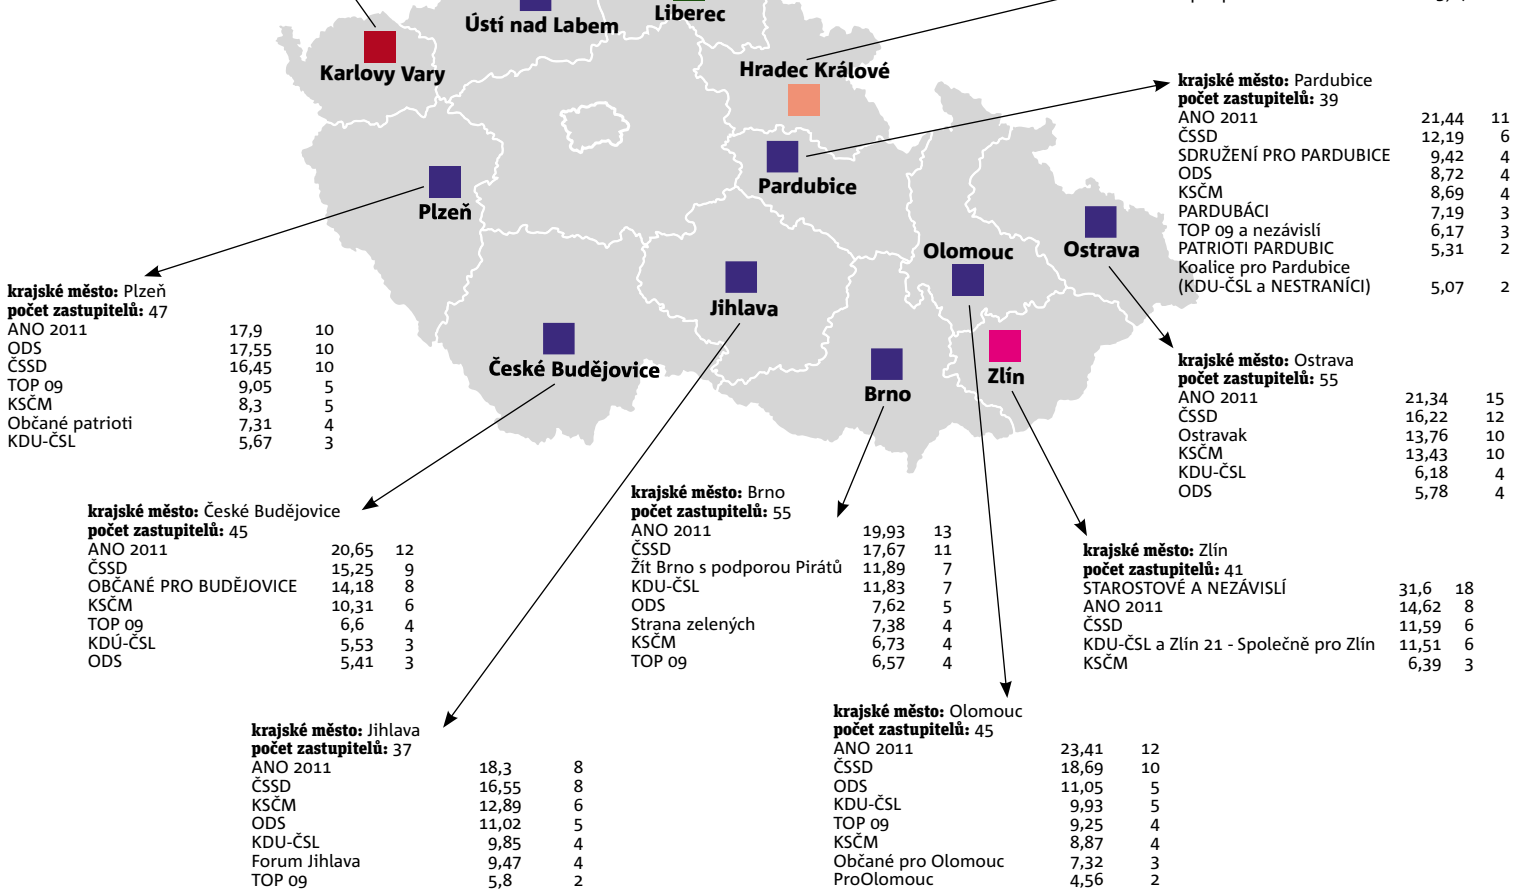 Ústí nad Labem
Liberec
Karlovy Vary
Hradec Králové
Pardubice
Plzeň
Olomouc
Ostrava
Jihlava
České Budějovice
Zlín
Brno
krajské město: Pardubice
počet zastupitelů: 39
ANO 2011 21,44 11
ČSSD 12,19 6
SDRUŽENÍ PRO PARDUBICE 9,42 4
ODS 8,72 4
KSČM 8,69 4
PARDUBÁCI 7,19 3
TOP 09 a nezávislí 6,17 3
PATRIOTI PARDUBIC 5,31 2
Koalice pro Pardubice
(KDU-ČSL a NESTRANÍCI) 5,07 2
krajské město: Plzeň
počet zastupitelů: 47
ANO 2011 17,9 10
ODS 17,55 10
ČSSD 16,45 10
TOP 09 9,05 5
KSČM 8,3 5
Občané patrioti 7,31 4
KDU-ČSL 5,67 3
krajské město: Ostrava
počet zastupitelů: 55
ANO 2011 21,34 15
ČSSD 16,22 12
Ostravak 13,76 10
KSČM 13,43 10
KDU-ČSL 6,18 4
ODS 5,78 4
krajské město: České Budějovice
počet zastupitelů: 45
ANO 2011 20,65 12
ČSSD 15,25 9
OBČANÉ PRO BUDĚJOVICE 14,18 8
KSČM 10,31 6
TOP 09 6,6 4
KDÚ-ČSL 5,53 3
ODS 5,41 3
krajské město: Brno
počet zastupitelů: 55
ANO 2011 19,93 13
ČSSD 17,67 11
Žít Brno s podporou Pirátů 11,89 7
KDU-ČSL 11,83 7
ODS 7,62 5
Strana zelených 7,38 4
KSČM 6,73 4
TOP 09 6,57 4
krajské město: Zlín
počet zastupitelů: 41
STAROSTOVÉ A NEZÁVISLÍ 31,6 18
ANO 2011 14,62 8
ČSSD 11,59 6
KDU-ČSL a Zlín 21 - Společně pro Zlín 11,51 6
KSČM 6,39 3
krajské město: Jihlava
počet zastupitelů: 37
ANO 2011 18,3 8
ČSSD 16,55 8
KSČM 12,89 6
ODS 11,02 5
KDU-ČSL 9,85 4
Forum Jihlava 9,47 4
TOP 09 5,8 2
krajské město: Olomouc
počet zastupitelů: 45
ANO 2011 23,41 12
ČSSD 18,69 10
ODS 11,05 5
KDU-ČSL 9,93 5
TOP 09 9,25 4
KSČM 8,87 4
Občané pro Olomouc 7,32 3
ProOlomouc 4,56 2